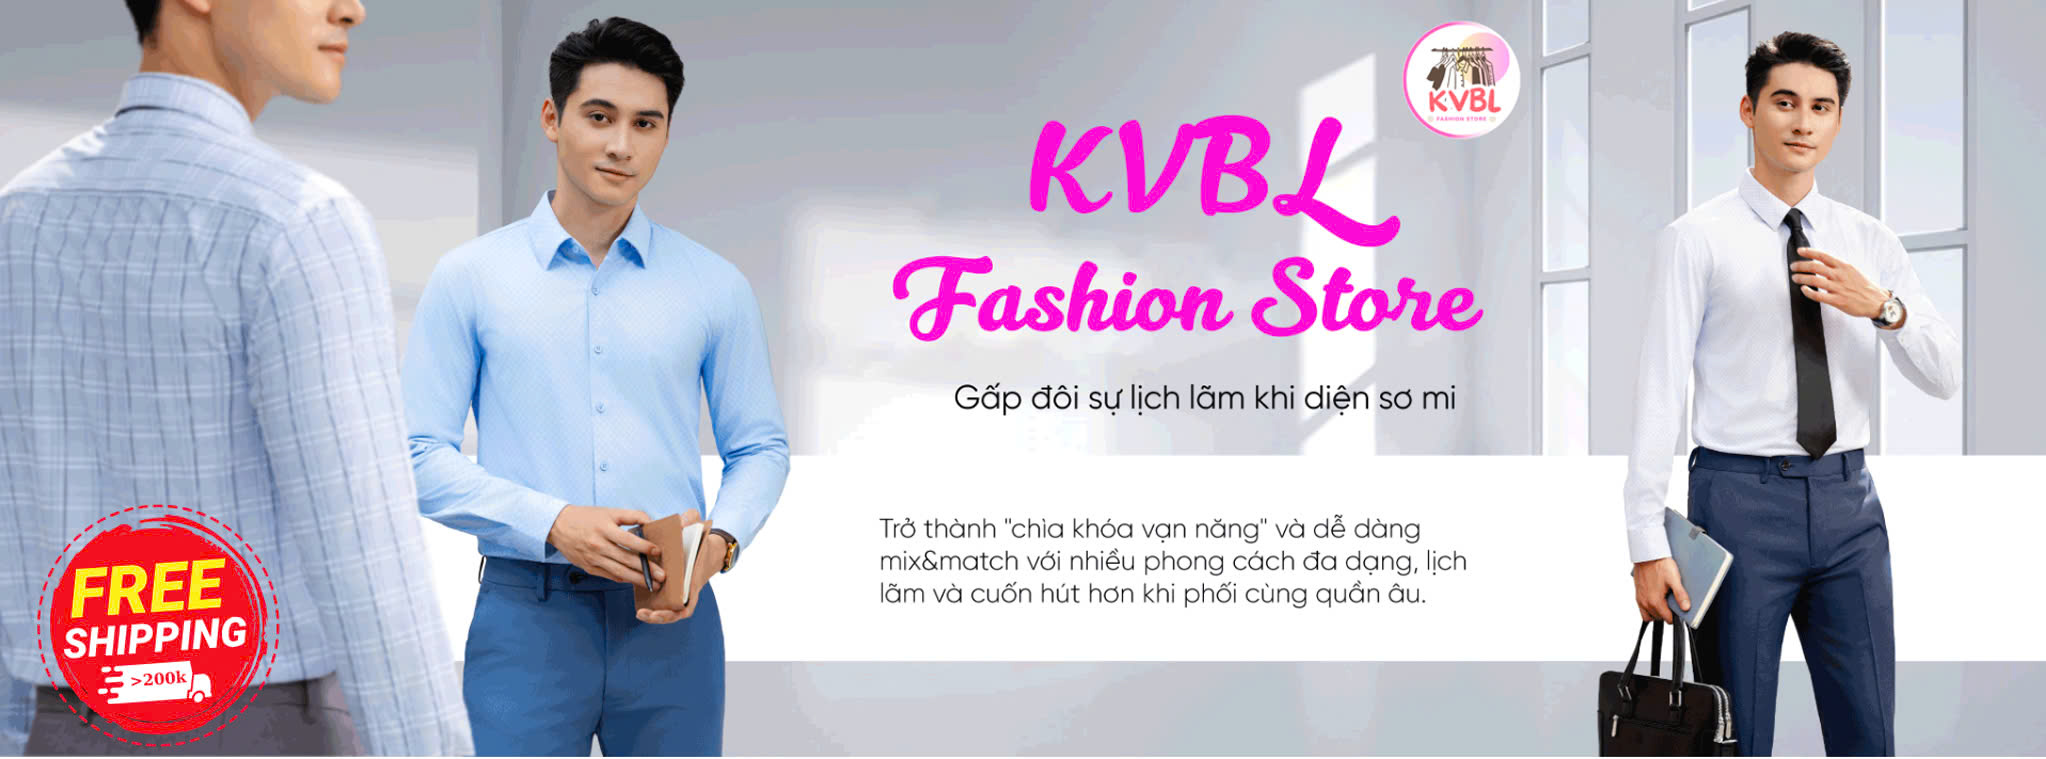 K.VBL
FASHION STORE
KVBL
Fashion Store
Gấp đôi sự lịch lãm khi diện sơ mi
Trở thành "chìa khóa vạn năng" và dễ dàng
mix&match với nhiều phong cách đa dạng, lịch
lãm và cuốn hút hơn khi phối cùng quần âu.
FREE
SHIPPING
>200k